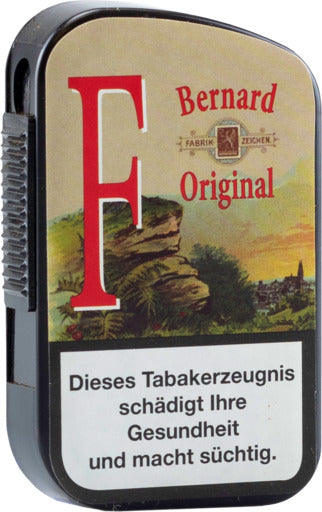 F
Bernard
FABRIK ZEICHEN.
Original
Dieses Tabakerzeugnis
schädigt Ihre
Gesundheit
und macht süchtig.